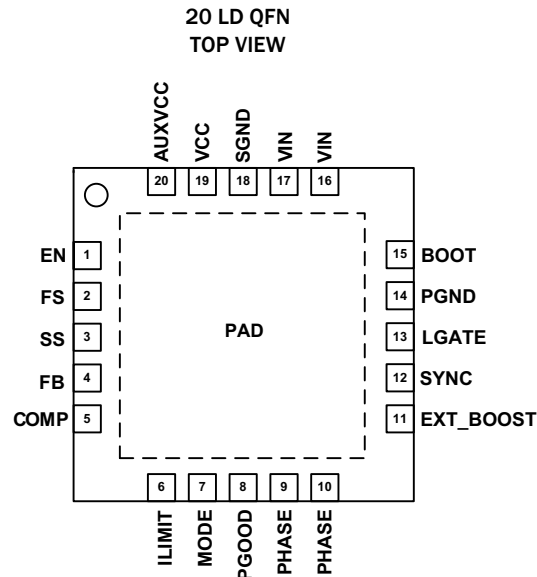 20 LD QFN
TOP VIEW
AUXVCC
VCC
SGND
VIN
VIN
20
19
18
17
16
EN
1
FS
2
SS
3
FB
4
COMP
5
PAD
15
BOOT
14
PGND
13
LGATE
12
SYNC
11
EXT_BOOST
6
7
8
9
10
ILIMIT
MODE
PGOOD
PHASE
PHASE